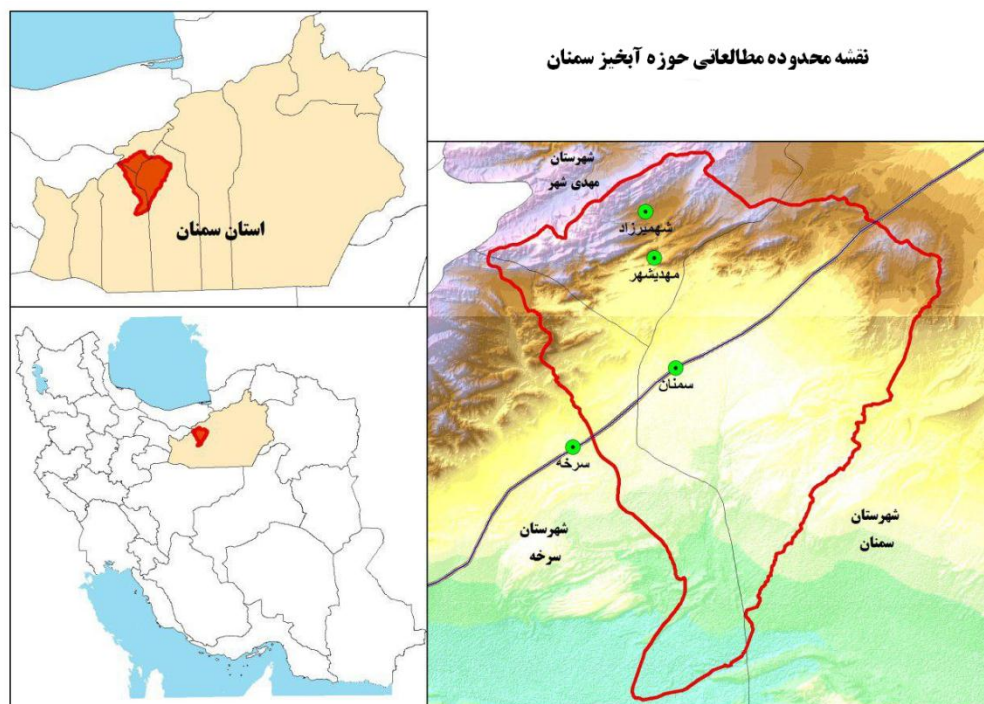 نقشه محدوده مطالعاتی حوزه آبخیز سمنان
استان سمنان
شهرستان
مهدی شهر
شهمیرزاد
مهدیشهر
سمنان
سرخه
شهرستان
سرخه
شهرستان
سمنان